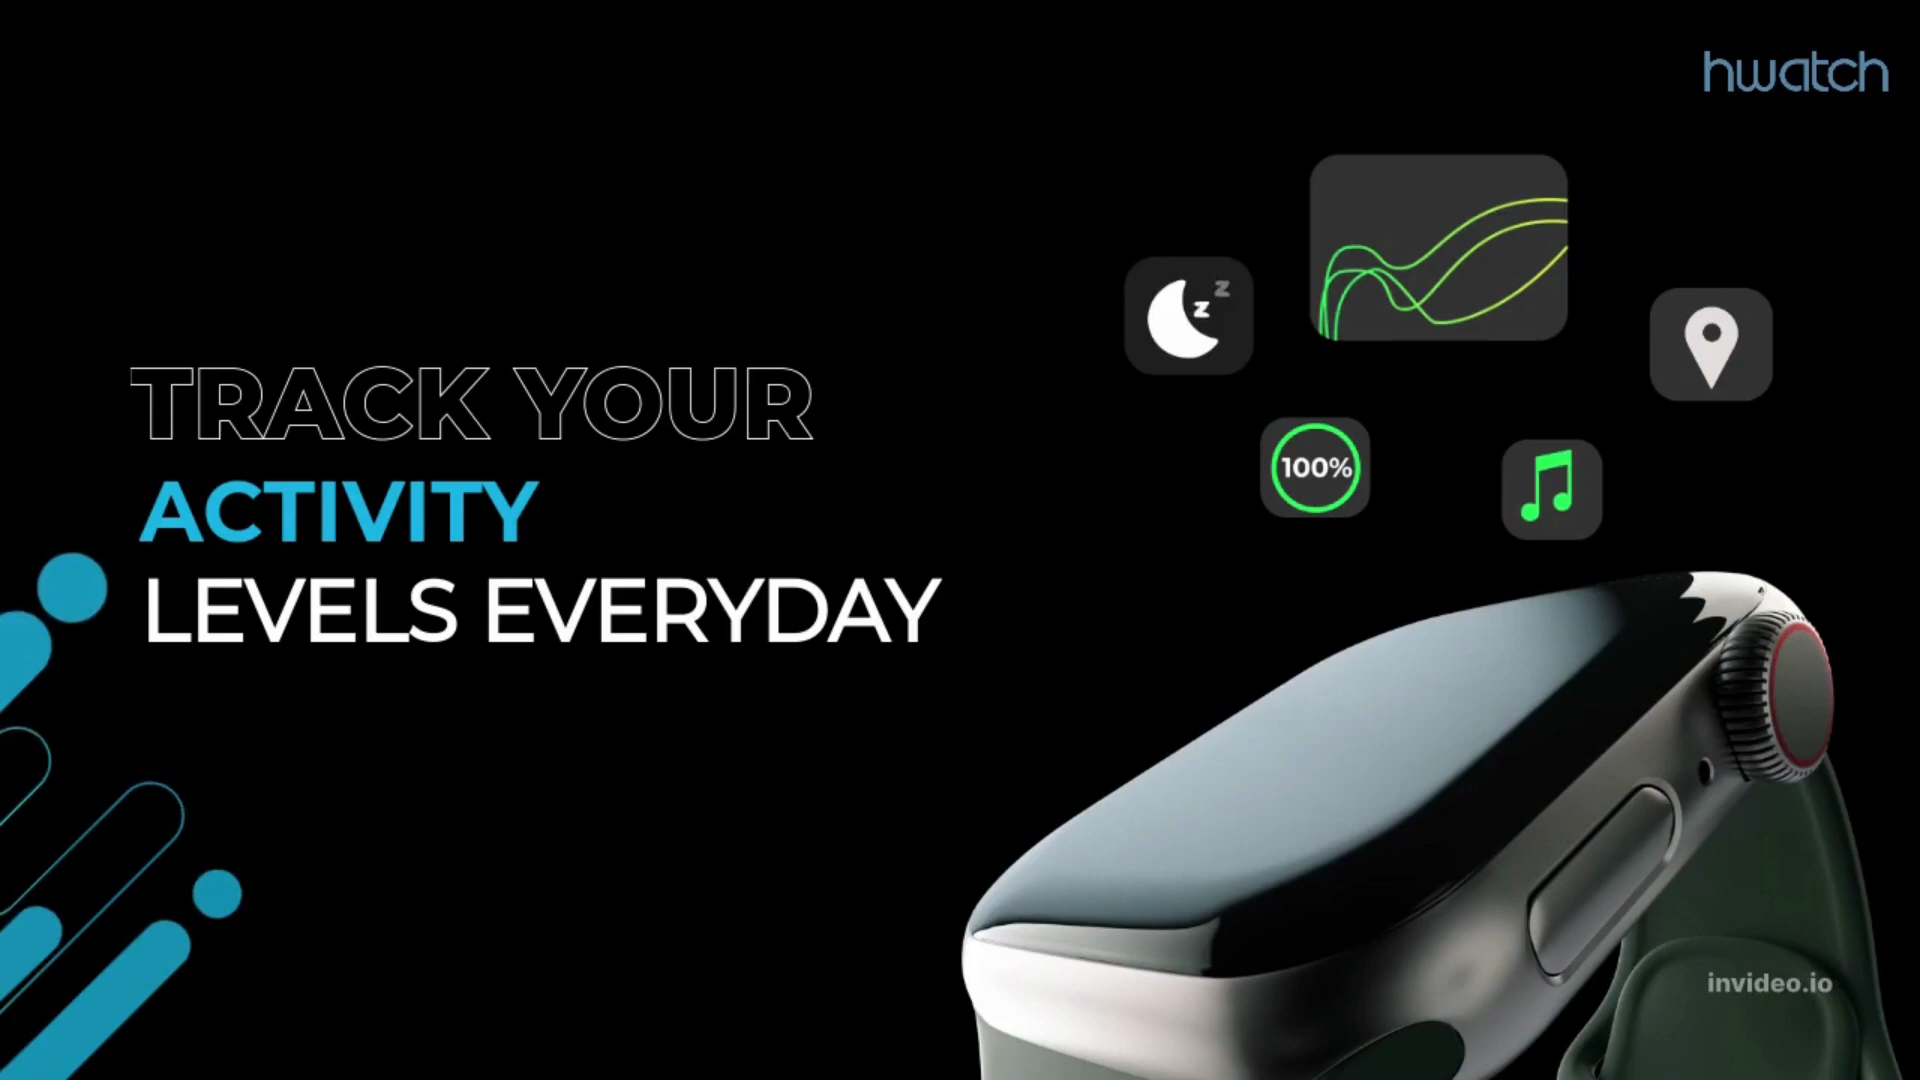 hwatch
z
z
TRACK YOUR
100%
ACTIVITY
LEVELS EVERYDAY
invideo.io